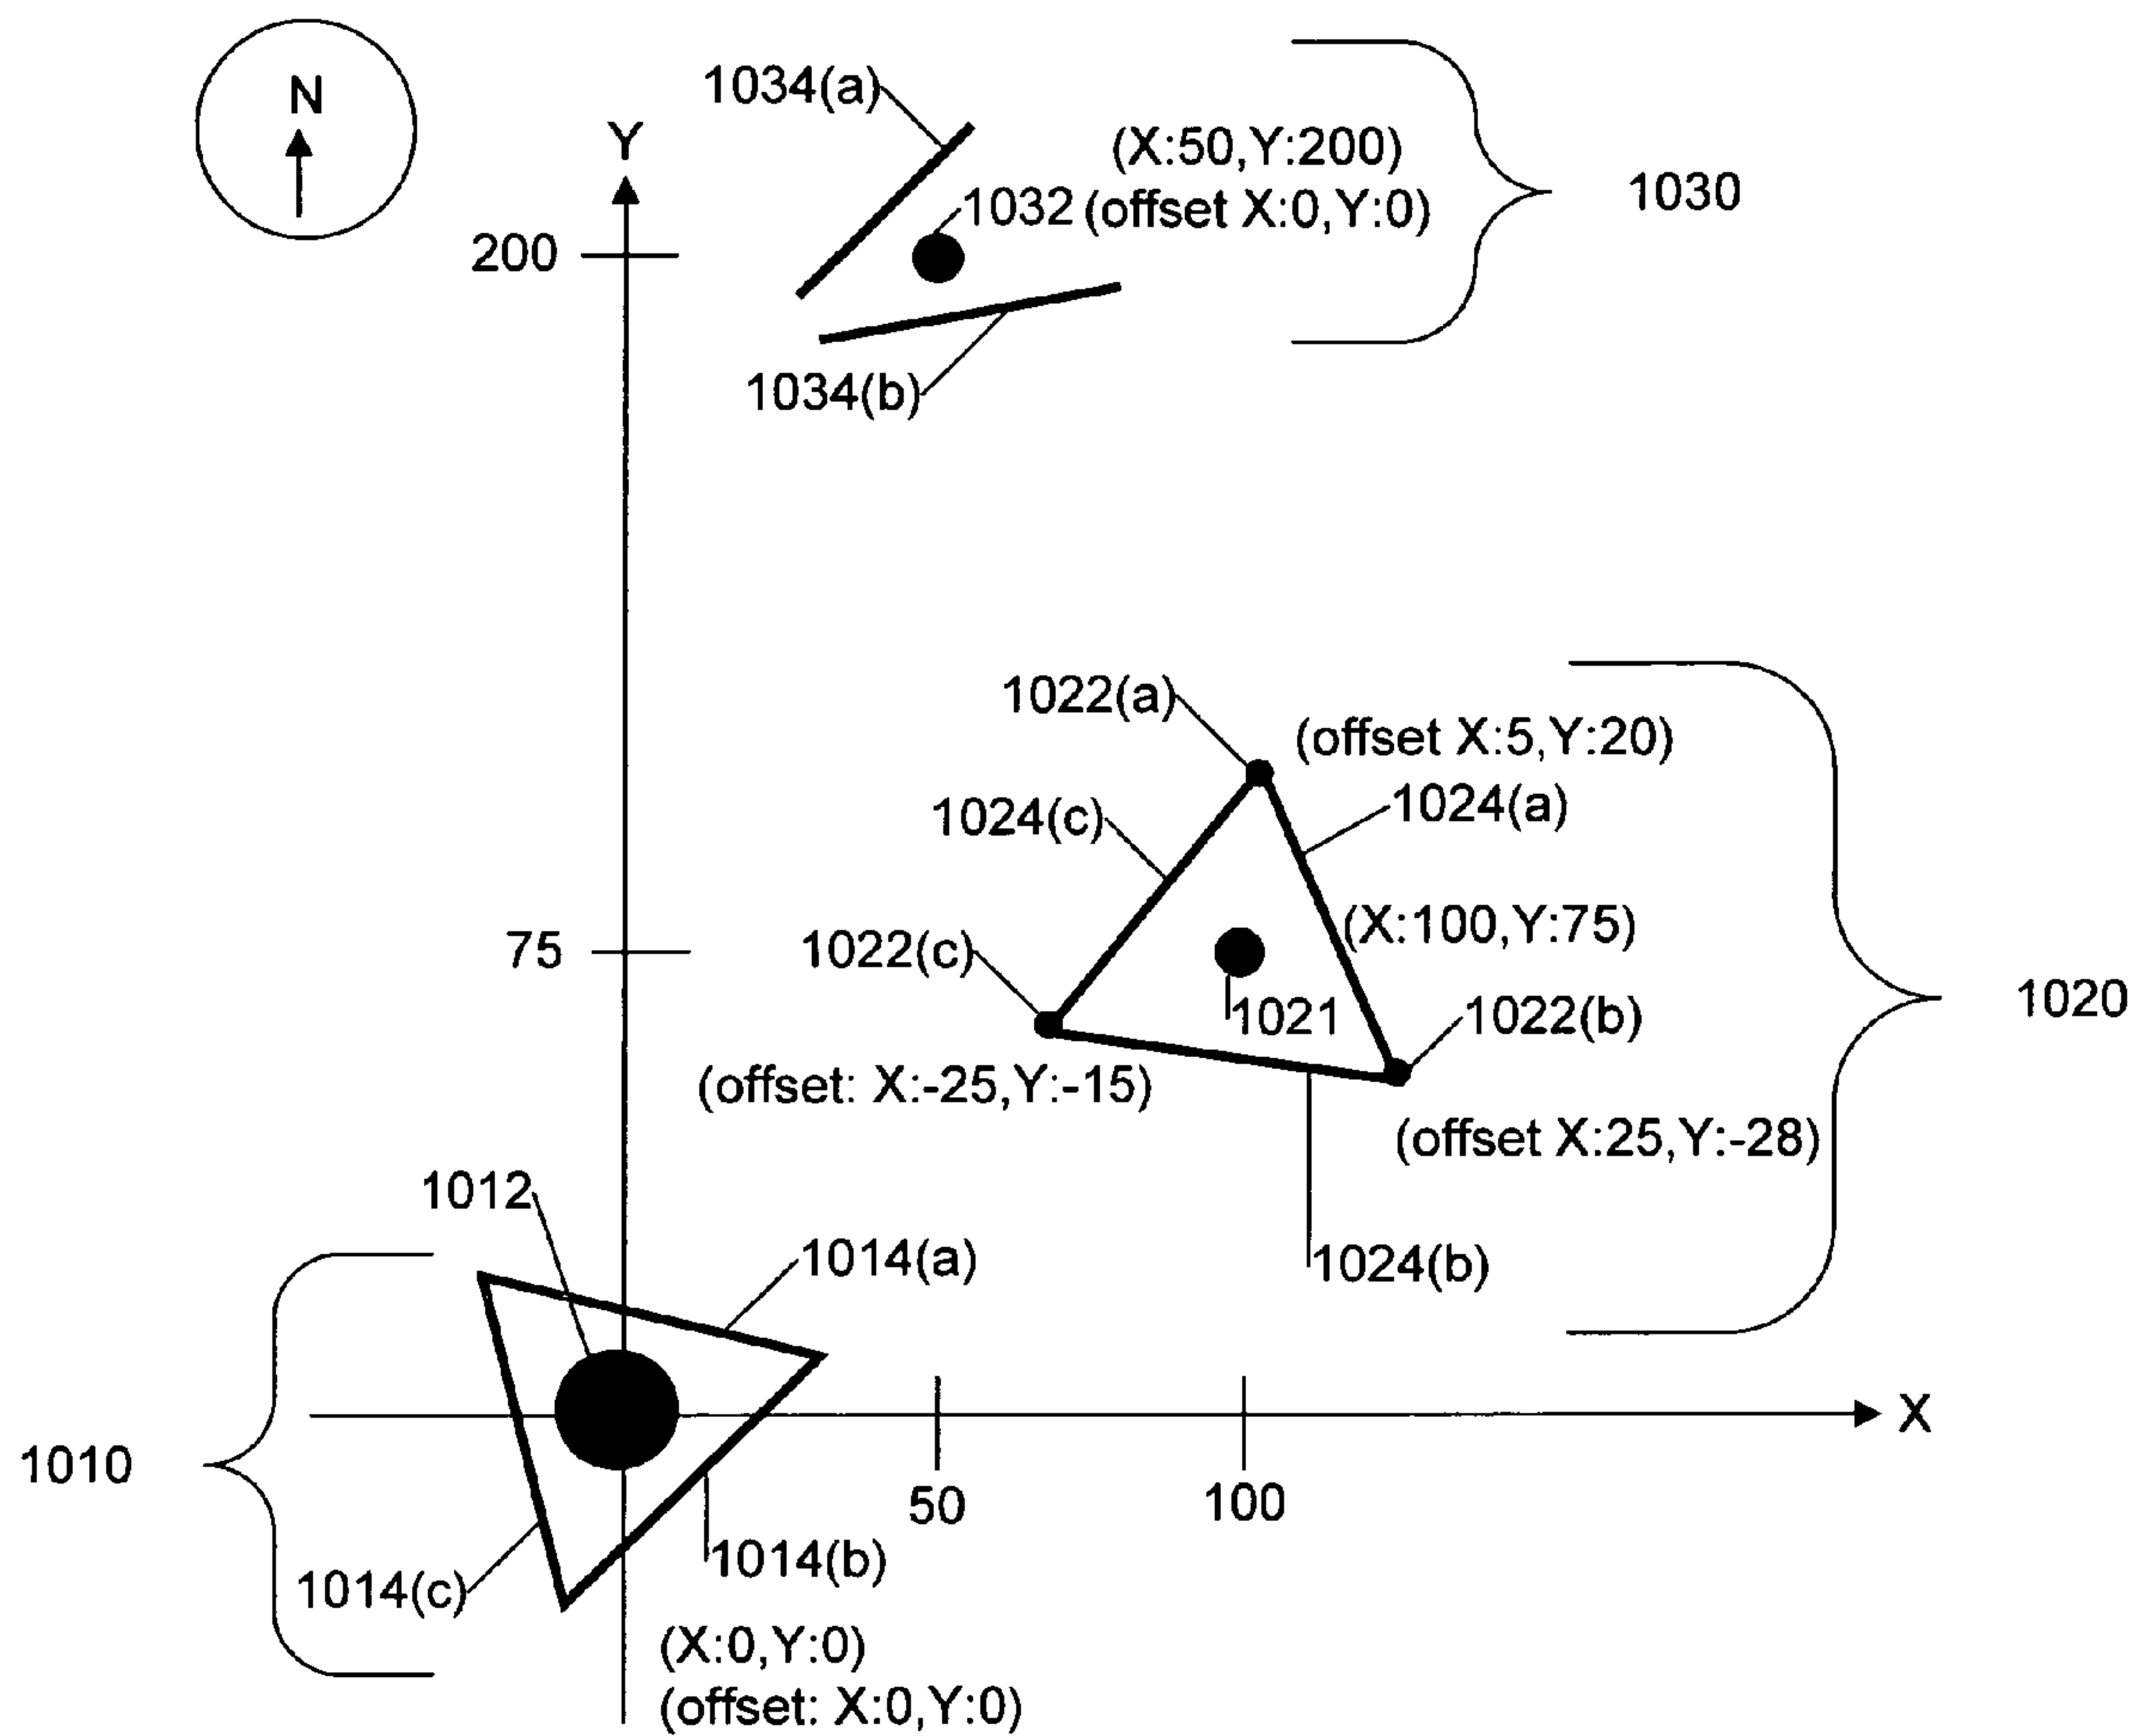 N
1034(a)
Y
(X:50,Y:200)
1030
1032 (offset X:0,Y:0)
200
1034(b)
1022(a)
(offset X:5,Y:20)
1024(a)
1024(c)
(X:100,Y:75)
75
1022(c)
1020
1021
1022(b)
(offset: X:-25,Y:-15)
(offset X:25,Y:-28)
1012
1014(a)
1024(b)
X
1010
50
100
1014(b)
1014(c)
(X:0,Y:0)
(offset: X:0,Y:0)